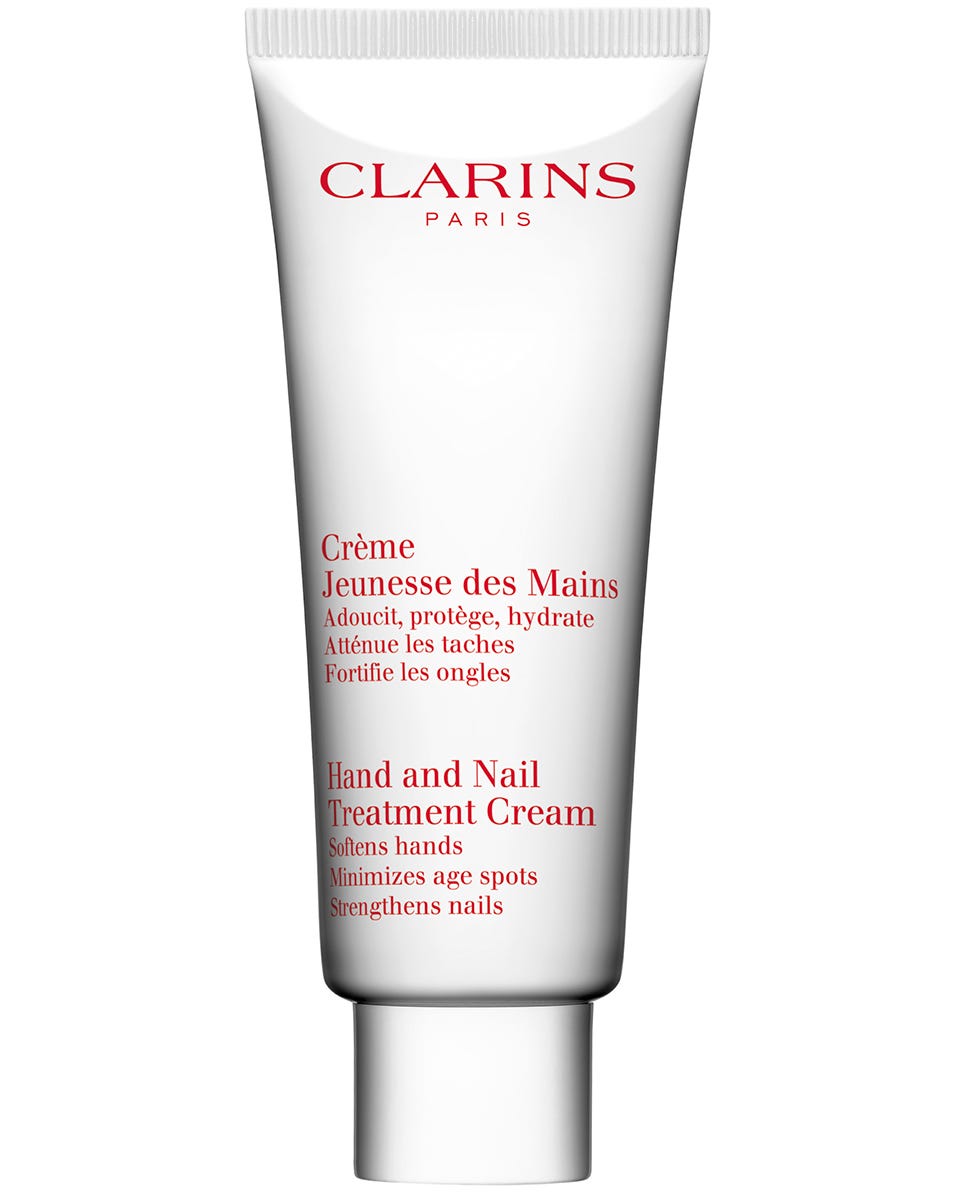 CLARINS
PARIS
Crème
Jeunesse des Mains
Adoucit, protège, hydrate
Atténue les taches
Fortifie les ongles
Hand and Nail
Treatment Cream
Softens hands
Minimizes age spots
Strengthens nails